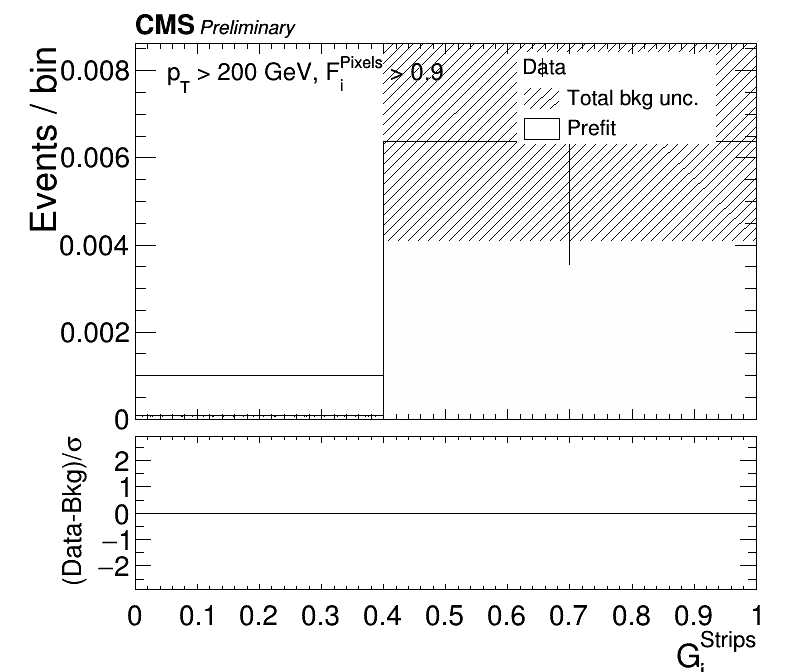 CMS Preliminary
p_T > 200 GeV, F_i^Pixels > 0.9
Data
Total bkg unc.
Prefit
Events / bin
0.008
0.006
0.004
0.002
0
(Data-Bkg)/σ
2
1
0
−1
−2
0 0.1 0.2 0.3 0.4 0.5 0.6 0.7 0.8 0.9 1
G_i^Strips